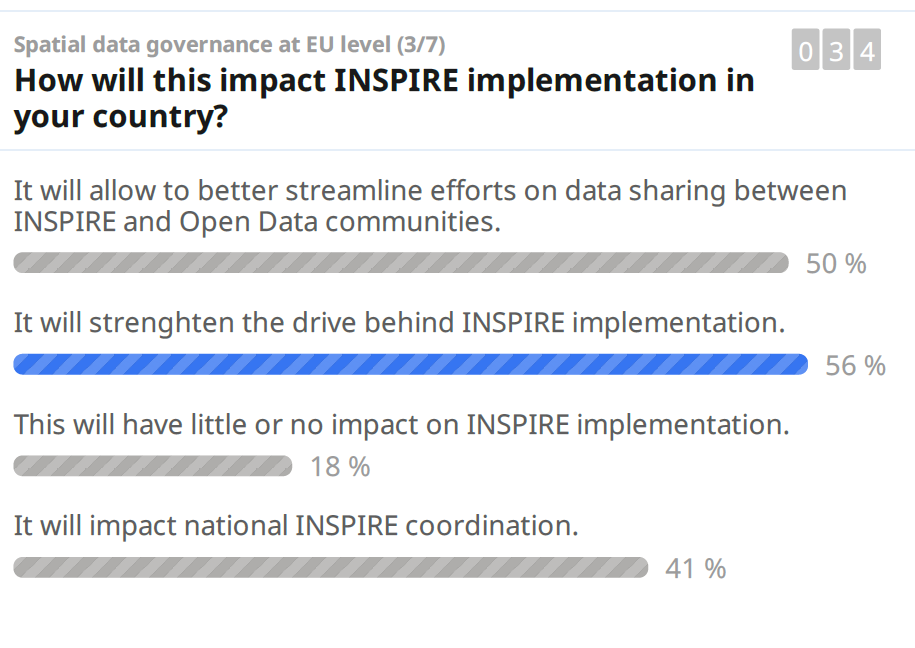 Spatial data governance at EU level (3/7)
034
How will this impact INSPIRE implementation in
your country?
It will allow to better streamline efforts on data sharing between
INSPIRE and Open Data communities.
50 %
It will strenghten the drive behind INSPIRE implementation.
56 %
This will have little or no impact on INSPIRE implementation.
18 %
It will impact national INSPIRE coordination.
41 %